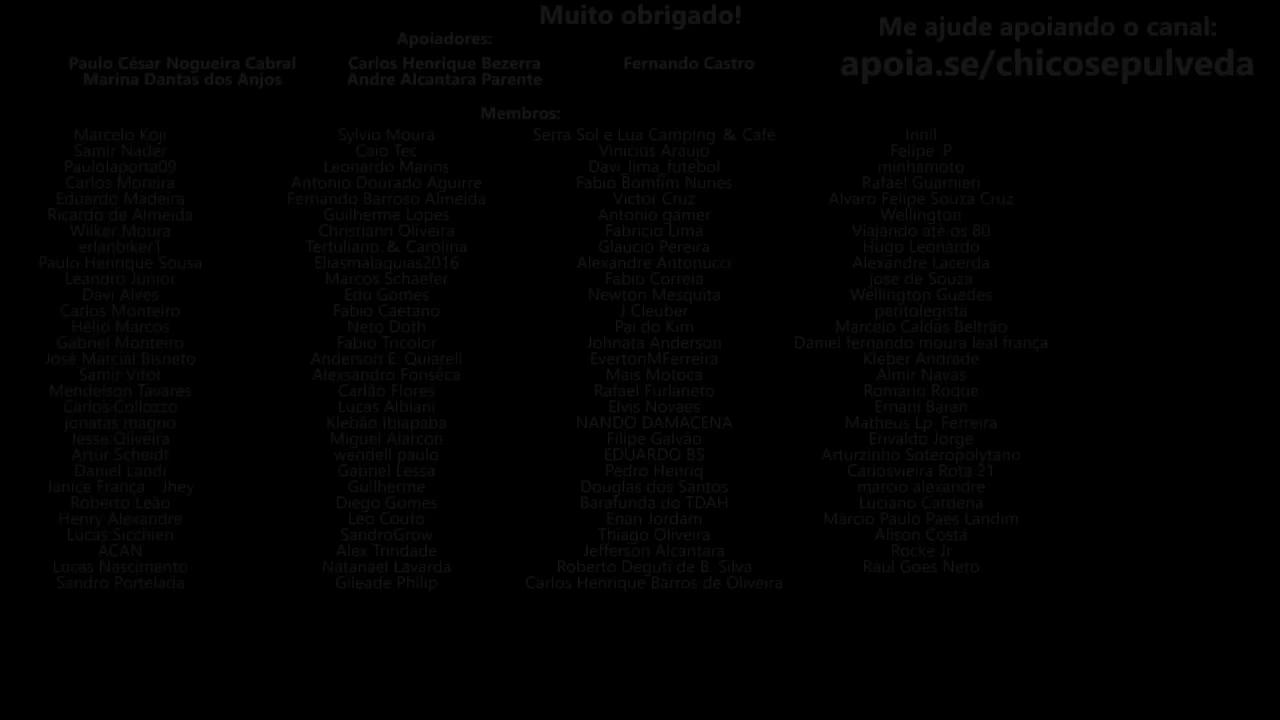 Muito obrigado!
Me ajude apoiando o canal:
apoia.se/chicosepulveda
Apoiadores:
Paulo César Nogueira Cabral
Marina Dantas dos Anjos
Carlos Henrique Bezerra
Andre Alcantara Parente
Fernando Castro
Membros:
Marcelo Koji
Samir Nader
Paulolaporta09
Carlos Moreira
Eduardo Madeira
Ricardo de Almeida
Wilker Moura
erlanbiker1
Paulo Henrique Sousa
Leandro Junior
Davi Alves
Carlos Monteiro
Hélio Marcos
Gabriel Monteiro
José Marcial Bisneto
Samir Vitor
Mendelson Tavares
Carlos Collozzo
jonatas magno
Jesse Oliveira
Artur Scheidt
Daniel Landi
Janice França _Jhey
Roberto Leão
Henry Alexandre
Lucas Sicchieri
ACAN
Lucas Nascimento
Sandro Portelada
Sylvio Moura
Caio Tec
Leonardo Marins
Antonio Dourado Aguirre
Fernando Barroso Almeida
Guilherme Lopes
Christiann Oliveira
Tertuliano & Carolina
Eliasmalaguias2016
Marcos Schaefer
Edu Gomes
Fabio Caetano
Neto Doth
Fabio Tricolor
Anderson E. Quiareli
Alexsandro Fonsêca
Carlão Flores
Lucas Albiani
Klebão Ibiapaba
Miguel Alarcon
wendell paulo
Gabriel Lessa
Guilherme
Diego Gomes
Léo Couto
SandroGrow
Alex Trindade
Natanael Lavarda
Gileade Philip
Serra Sol e Lua Camping & Café
Vinicius Araujo
Davi_lima_futebol
Fabio Bomfim Nunes
Victor Cruz
Antonio gamer
Fabricio Lima
Glaucio Pereira
Alexandre Antonucci
Fabio Correia
Newton Mesquita
J Cleuber
Pai do Kim
Johnata Anderson
EvertonMFerreira
Mais Motoca
Rafael Furlaneto
Elvis Novaes
NANDO DAMACENA
Filipe Galvão
EDUARDO BS
Pedro Henriq
Douglas dos Santos
Barafunda do TDAH
Erian Jordam
Thiago Oliveira
Jefferson Alcantara
Roberto Deguti de B. Silva
Carlos Henrique Barros de Oliveira
Felipe P
minhamoto
Rafael Guarnieri
Alvaro Felipe Souza Cruz
Wellington
Viajando até os 80
Hugo Leonardo
Alexandre Lacerda
jose de Souza
Wellington Guedes
petitolegista
Marcelo Caldas Beltrão
Daniel fernando moura leal frança
Kleber Andrade
Almir Navas
Romario Roque
Ernani Baran
Matheus Lp_Ferreira
Erivaldo Jorge
Arturzinho Soteropolytano
Carlosvieira Rota 21
marcio alexandre
Luciano Cardena
Marcio Paulo Paes Landim
Alison Costa
Rocke Jr
Raul Goes Neto